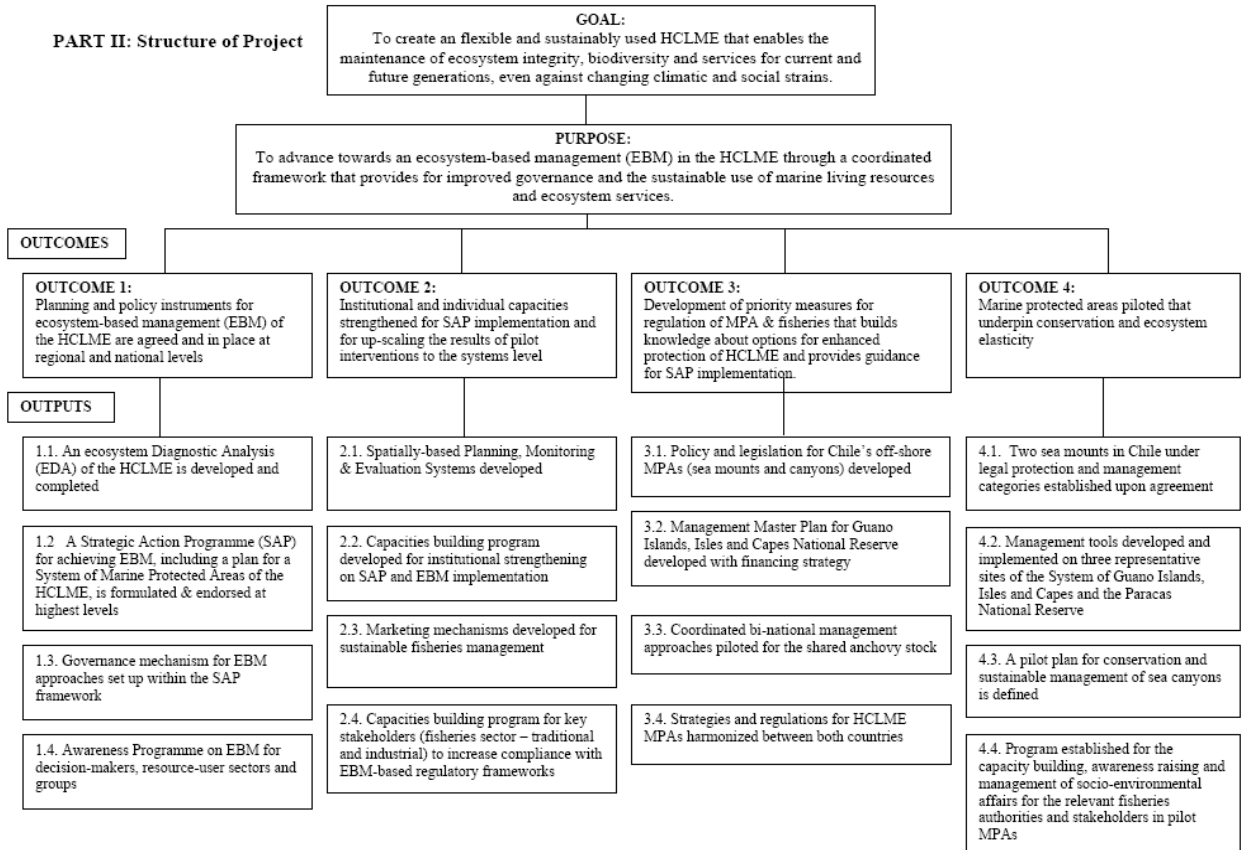 PART II: Structure of Project
GOAL:
To create an flexible and sustainably used HCLME that enables the
maintenance of ecosystem integrity, biodiversity and services for current and
future generations, even against changing climatic and social strains.
PURPOSE:
To advance towards an ecosystem-based management (EBM) in the HCLME through a coordinated
framework that provides for improved governance and the sustainable use of marine living resources
and ecosystem services.
OUTCOMES
OUTCOME 1:
Planning and policy instruments for
ecosystem-based management (EBM) of
the HCLME are agreed and in place at
regional and national levels
OUTCOME 2:
Institutional and individual capacities
strengthened for SAP implementation and
for up-scaling the results of pilot
interventions to the systems level
OUTCOME 3:
Development of priority measures for
regulation of MPA & fisheries that builds
knowledge about options for enhanced
protection of HCLME and provides guidance
for SAP implementation.
OUTCOME 4:
Marine protected areas piloted that
underpin conservation and ecosystem
elasticity
OUTPUTS
1.1. An ecosystem Diagnostic Analysis
(EDA) of the HCLME is developed and
completed
1.2 A Strategic Action Programme (SAP)
for achieving EBM, including a plan for a
System of Marine Protected Areas of the
HCLME, is formulated & endorsed at
highest levels
1.3. Governance mechanism for EBM
approaches set up within the SAP
framework
1.4. Awareness Programme on EBM for
decision-makers, resource-user sectors and
groups
2.1. Spatially-based Planning, Monitoring
& Evaluation Systems developed
2.2. Capacities building program
developed for institutional strengthening
on SAP and EBM implementation
2.3. Marketing mechanisms developed for
sustainable fisheries management
2.4. Capacities building program for key
stakeholders (fisheries sector – traditional
and industrial) to increase compliance with
EBM-based regulatory frameworks
3.1. Policy and legislation for Chile's off-shore
MPAs (sea mounts and canyons) developed
3.2. Management Master Plan for Guano
Islands, Isles and Capes National Reserve
developed with financing strategy
3.3. Coordinated bi-national management
approaches piloted for the shared anchovy stock
3.4. Strategies and regulations for HCLME
MPAs harmonized between both countries
4.1. Two sea mounts in Chile under
legal protection and management
categories established upon agreement
4.2. Management tools developed and
implemented on three representative
sites of the System of Guano Islands,
Isles and Capes and the Paracas
National Reserve
4.3. A pilot plan for conservation and
sustainable management of sea canyons
is defined
4.4. Program established for the
capacity building, awareness raising and
management of socio-environmental
affairs for the relevant fisheries
authorities and stakeholders in pilot
MPAs